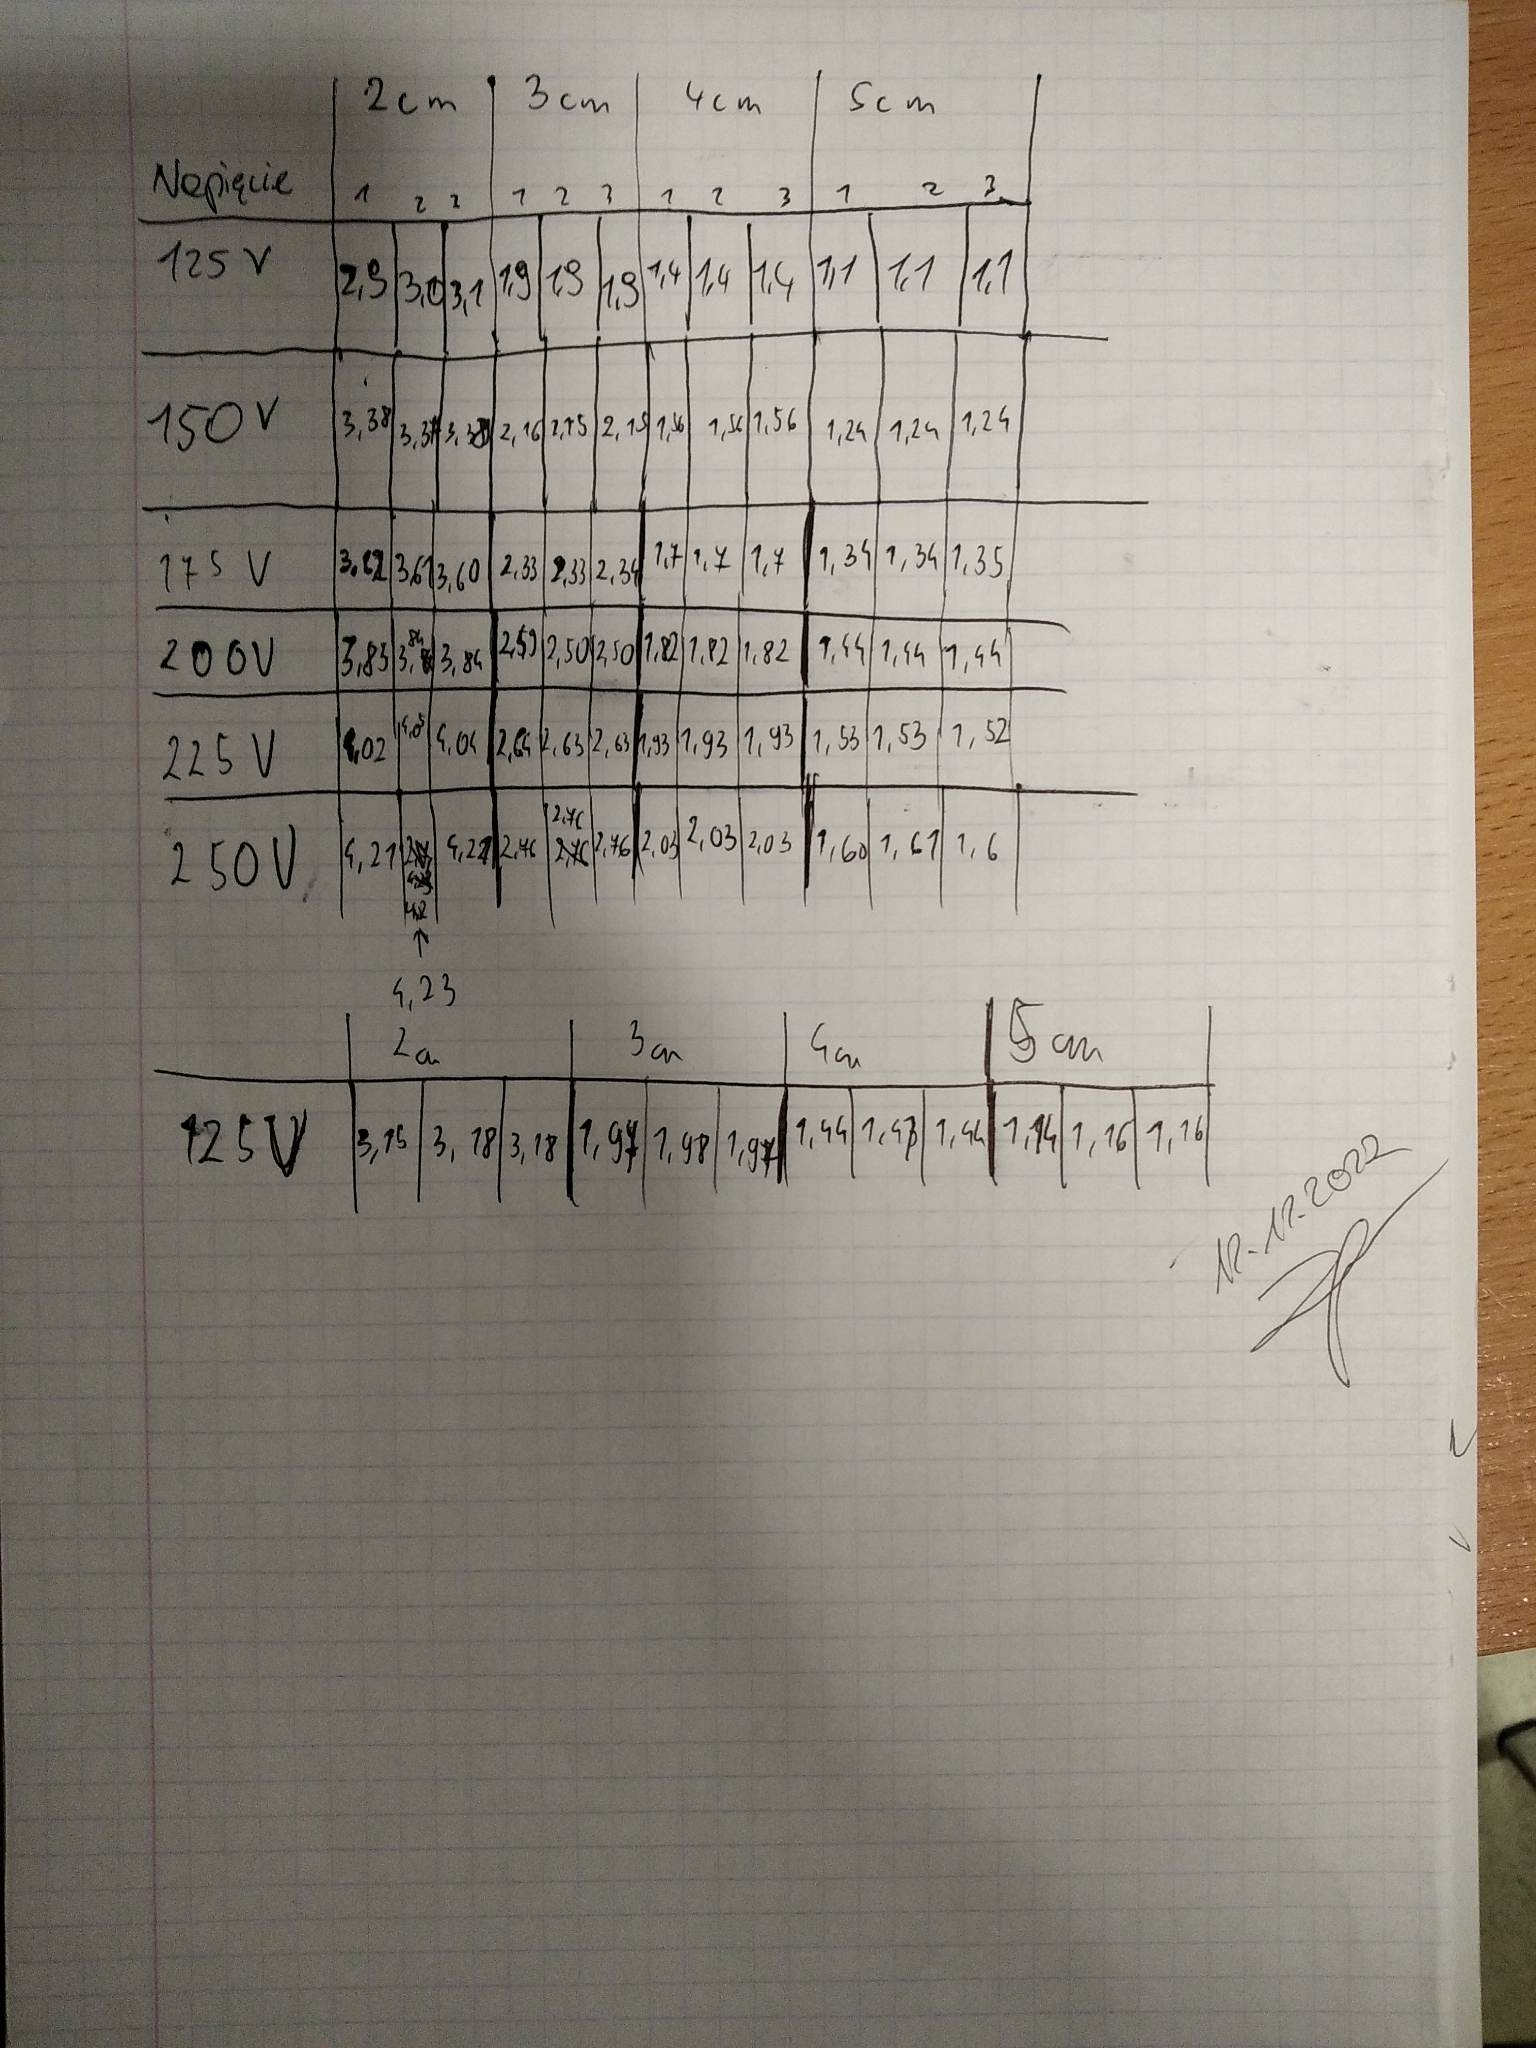 2cm 3cm 4cm 5cm
Napięcie 1 2 3 1 2 3 1 2 3 1 2 3
125 V 2,9 3,0 3,1 1,9 1,9 1,9 1,4 1,4 1,4 1,1 1,1 1,1
150 V 3,38 3,37 2,16 2,15 2,15 1,56 1,56 1,56 1,24 1,24 1,24
175 V 3,62 3,61 3,60 2,33 2,33 2,34 1,7 1,7 1,7 1,34 1,34 1,35
200V 3,83 3,84 3,84 2,50 2,50 1,82 1,82 1,82 1,44 1,44 1,44
225 V 4,02 4,05 4,04 2,64 2,63 2,63 1,93 1,93 1,93 1,53 1,53 1,52
250V 4,21 4,22 2,76 2,76 2,76 2,03 2,03 2,03 1,60 1,61 1,6
↑
4,23
2cm 3cm 4cm 5cm
125V 3,15 3,18 3,18 1,97 1,98 1,97 1,44 1,43 1,44 1,14 1,16 1,16
12.12.2022